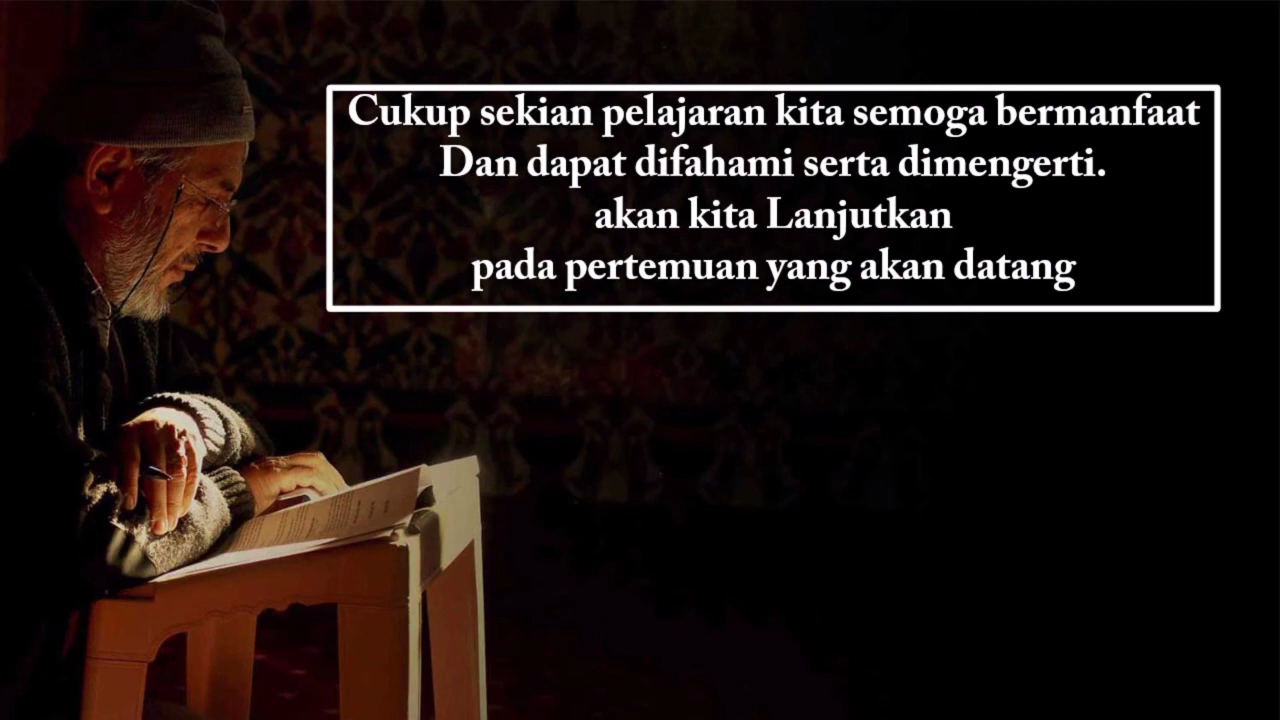 Cukup sekian pelajaran kita semoga bermanfaat
Dan dapat difahami serta dimengerti.
akan kita Lanjutkan
pada pertemuan yang akan datang